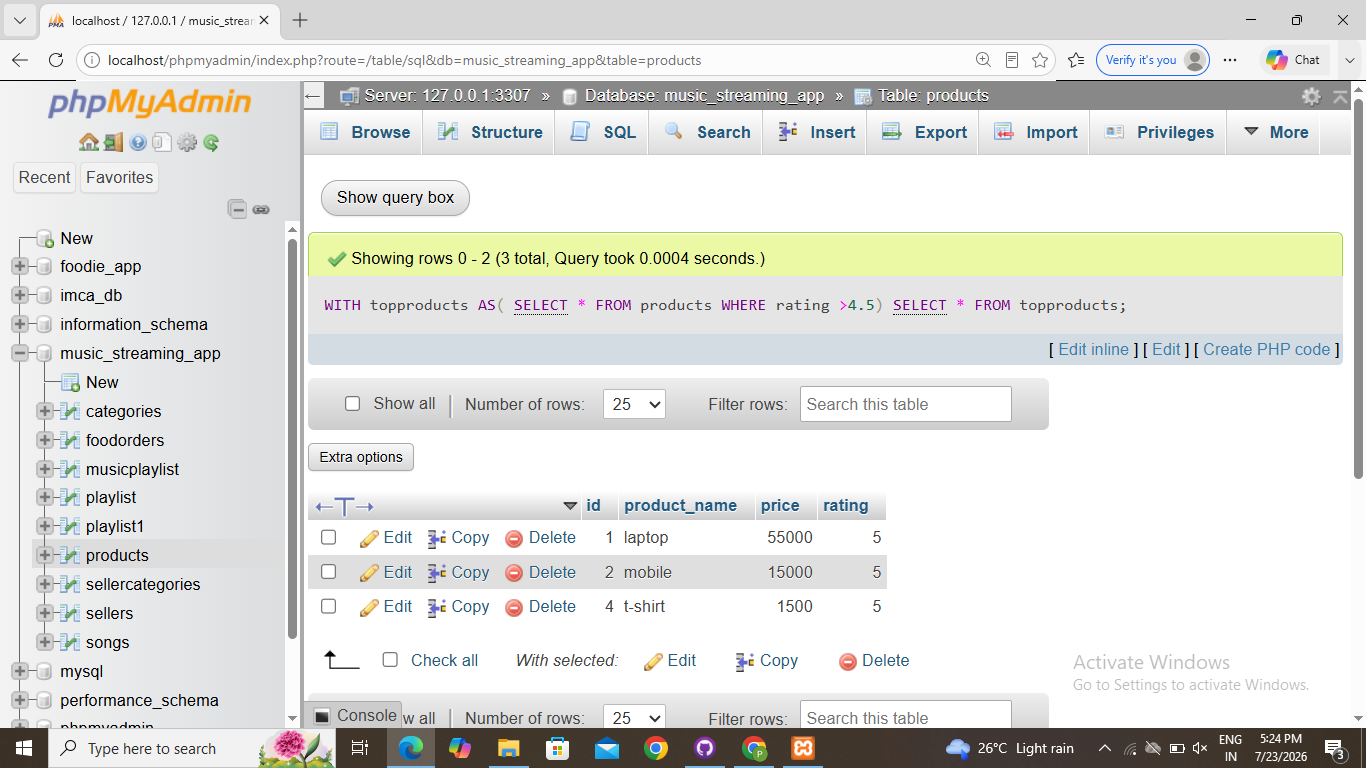 localhost / 127.0.0.1 / music_strea
localhost/phpmyadmin/index.php?route=/table/sql&db=music_streaming_app&table=products
Verify it's you
Chat
phpMyAdmin
Recent
Favorites
New
foodie_app
imca_db
information_schema
music_streaming_app
New
categories
foodorders
musicplaylist
playlist
playlist1
products
sellercategories
sellers
songs
mysql
performance_schema
phpmyadmin
Server: 127.0.0.1:3307 » Database: music_streaming_app » Table: products
Browse Structure SQL Search Insert Export Import Privileges More
Show query box
Showing rows 0 - 2 (3 total, Query took 0.0004 seconds.)
WITH topproducts AS( SELECT * FROM products WHERE rating >4.5) SELECT * FROM topproducts;
[ Edit inline ] [ Edit ] [ Create PHP code ]
Show all | Number of rows: 25 Filter rows: Search this table
Extra options
id product_name price rating
Edit Copy Delete 1 laptop 55000 5
Edit Copy Delete 2 mobile 15000 5
Edit Copy Delete 4 t-shirt 1500 5
Check all With selected: Edit Copy Delete
Activate Windows
Go to Settings to activate Windows.
Console
w all | Number of rows: 25 Filter rows: Search this table
Type here to search
26°C Light rain
ENG
IN
5:24 PM
7/23/2026
3